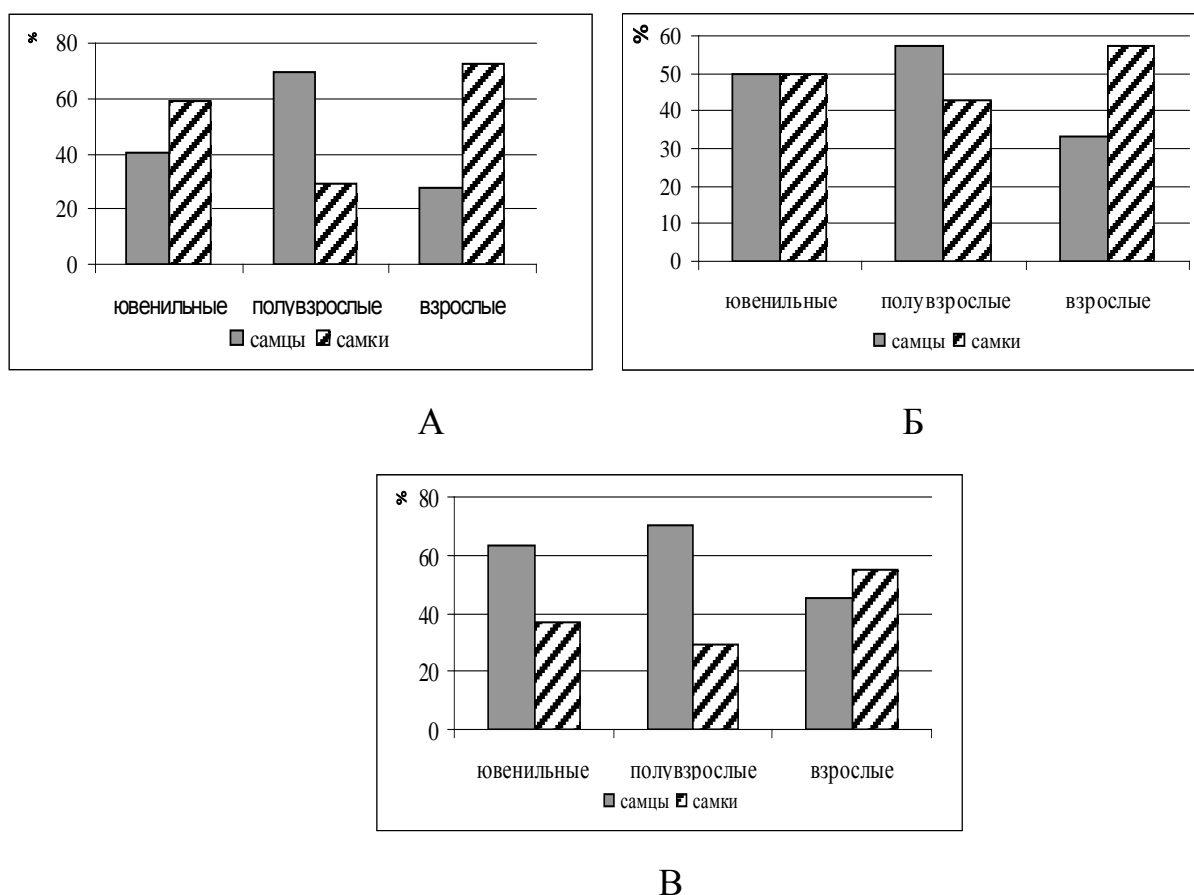 %
80
60
40
20
0
ювенильные полувзрослые взрослые
самцы самки
А
%
60
50
40
30
20
10
0
ювенильные полувзрослые взрослые
самцы самки
Б
%
80
60
40
20
0
ювенильные полувзрослые взрослые
самцы самки
В